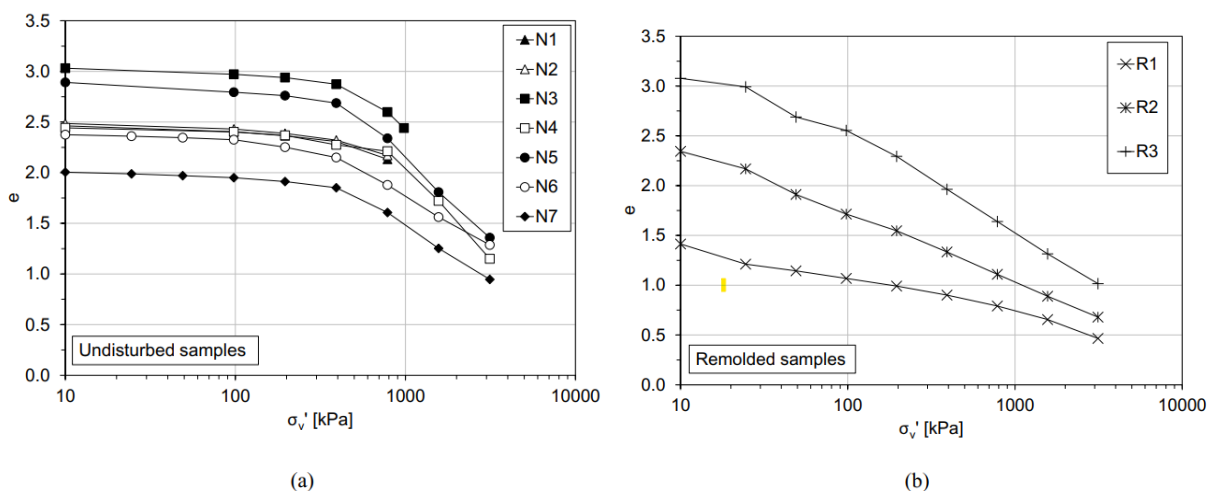 3.5
3.0
2.5
2.0
1.5
1.0
0.5
0.0
e
10
100
1000
10000
σv' [kPa]
N1
N2
N3
N4
N5
N6
N7
Undisturbed samples
(a)
3.5
3.0
2.5
2.0
1.5
1.0
0.5
0.0
e
10
100
1000
10000
σv' [kPa]
R1
R2
R3
Remolded samples
(b)